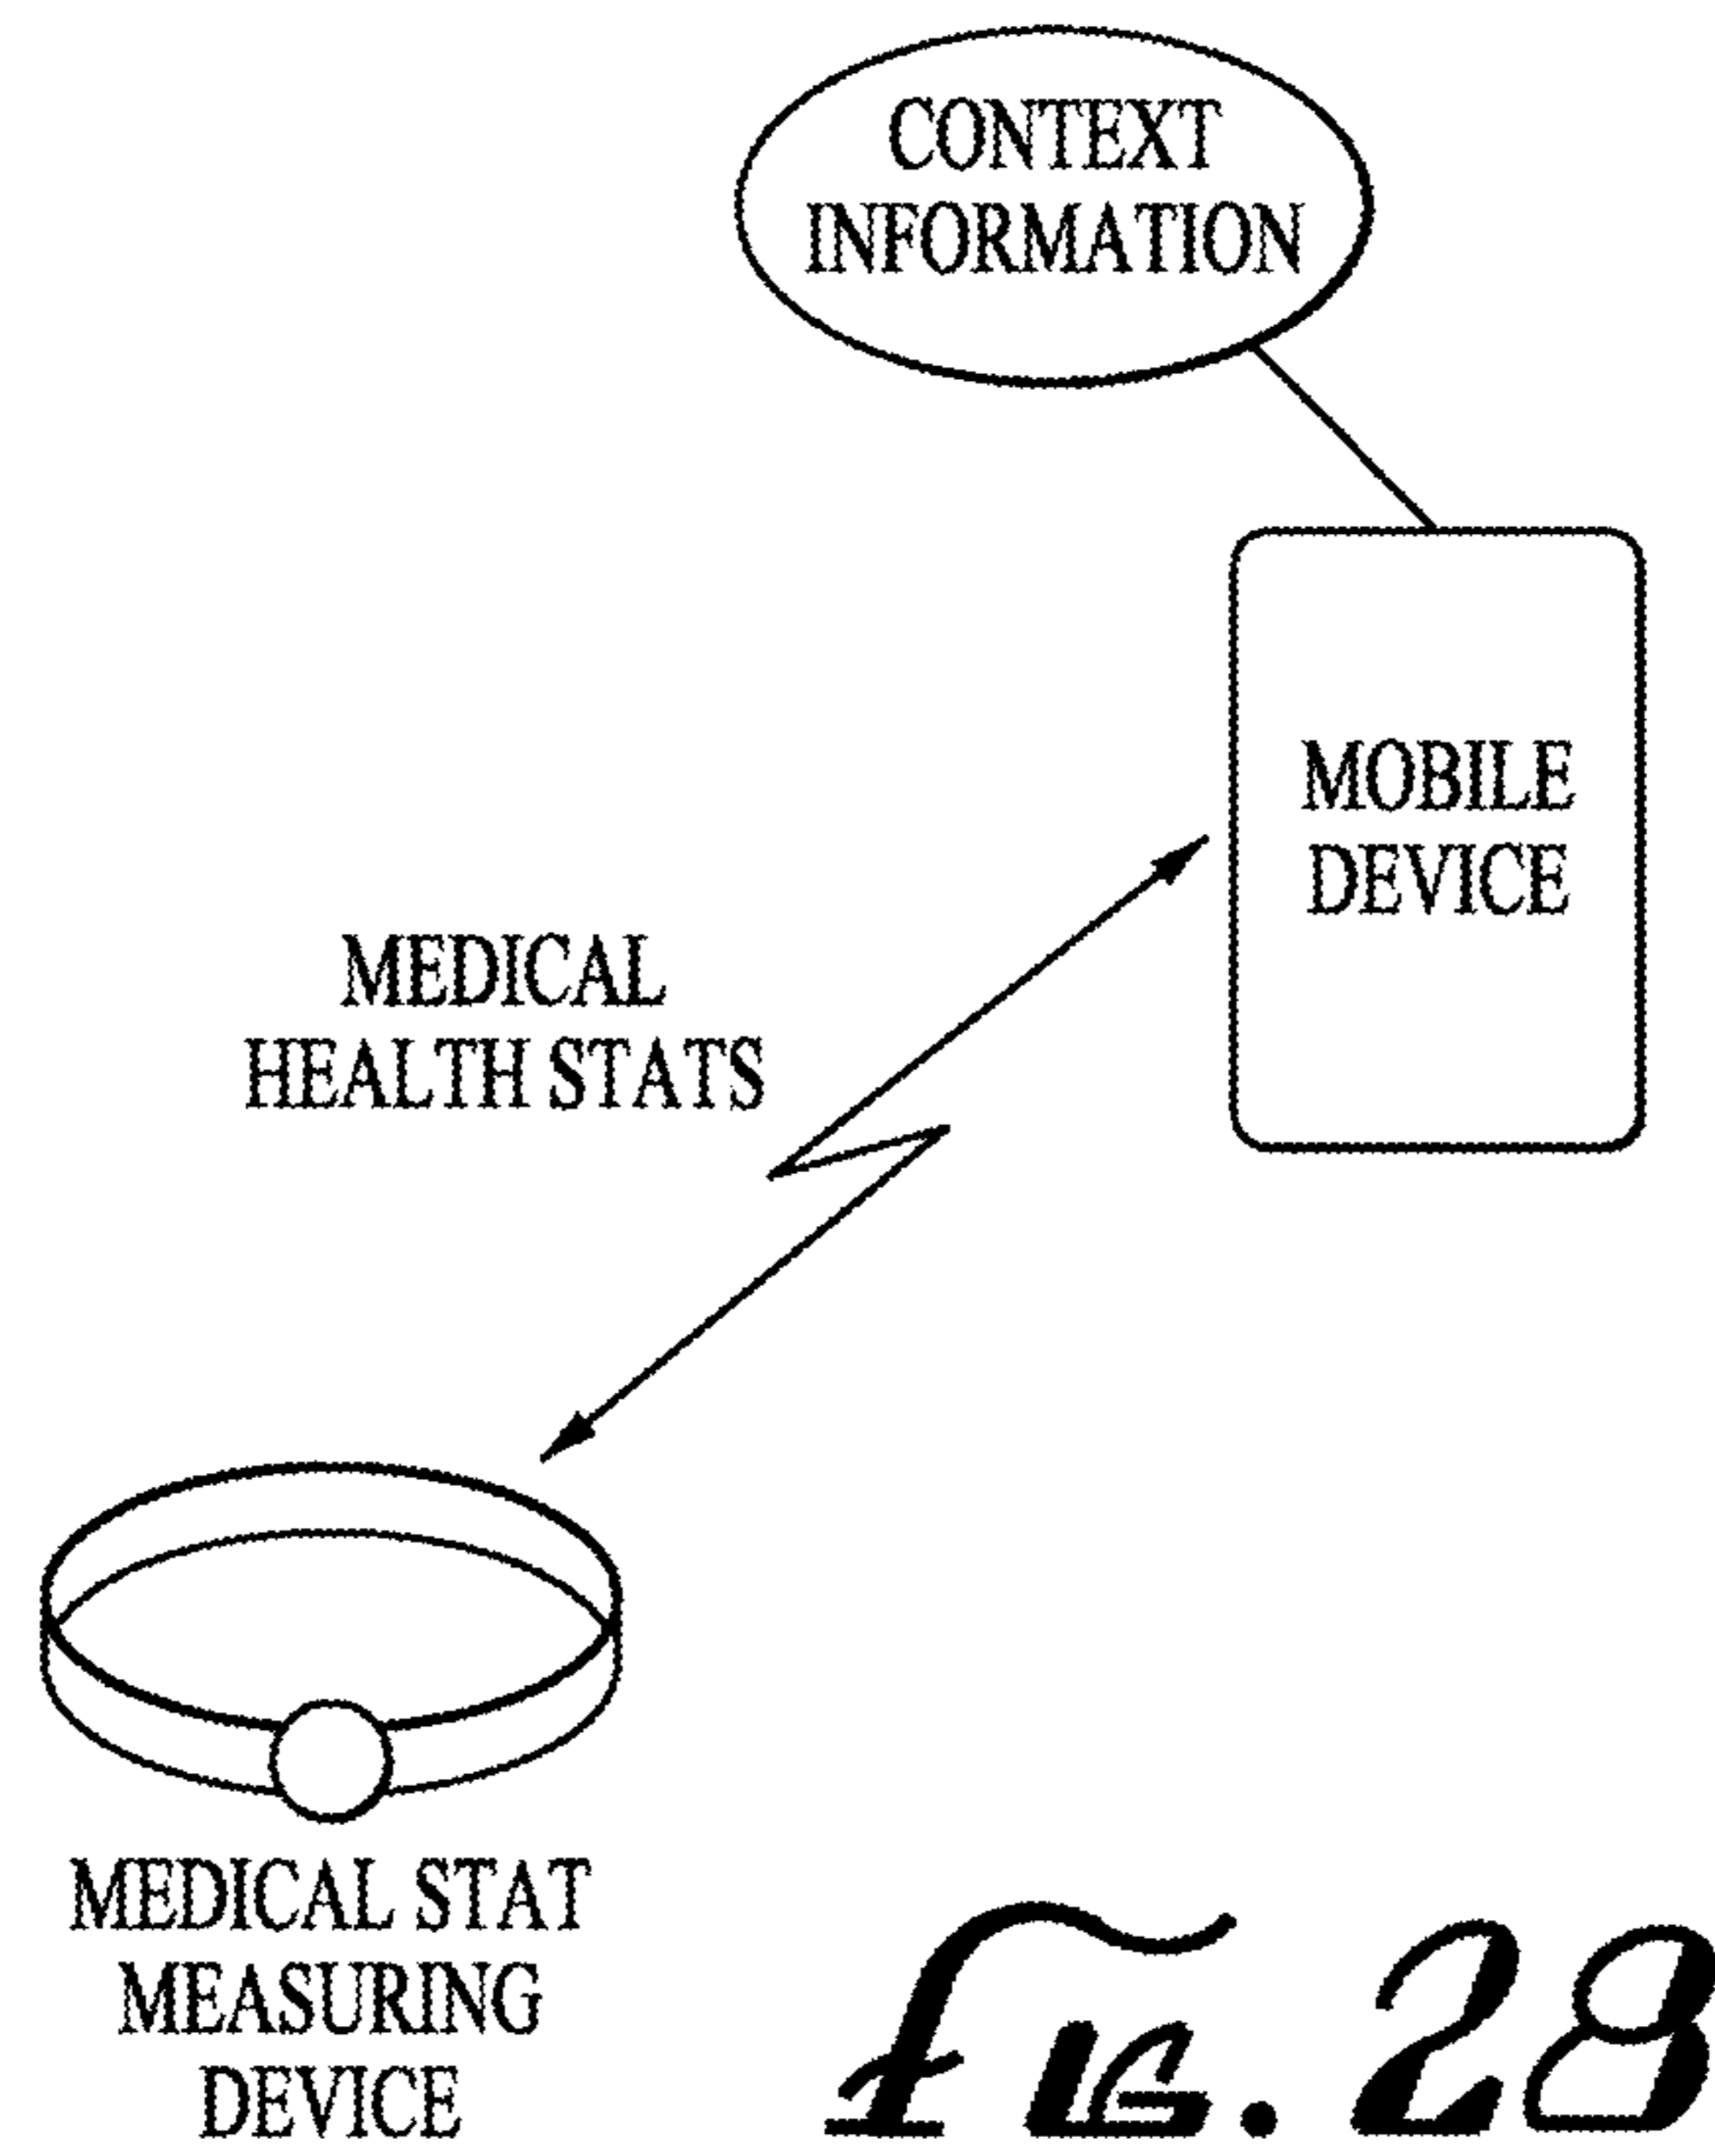 CONTEXT
INFORMATION
MOBILE
DEVICE
MEDICAL
HEALTH STATS
MEDICAL STAT
MEASURING
DEVICE
FIG. 28